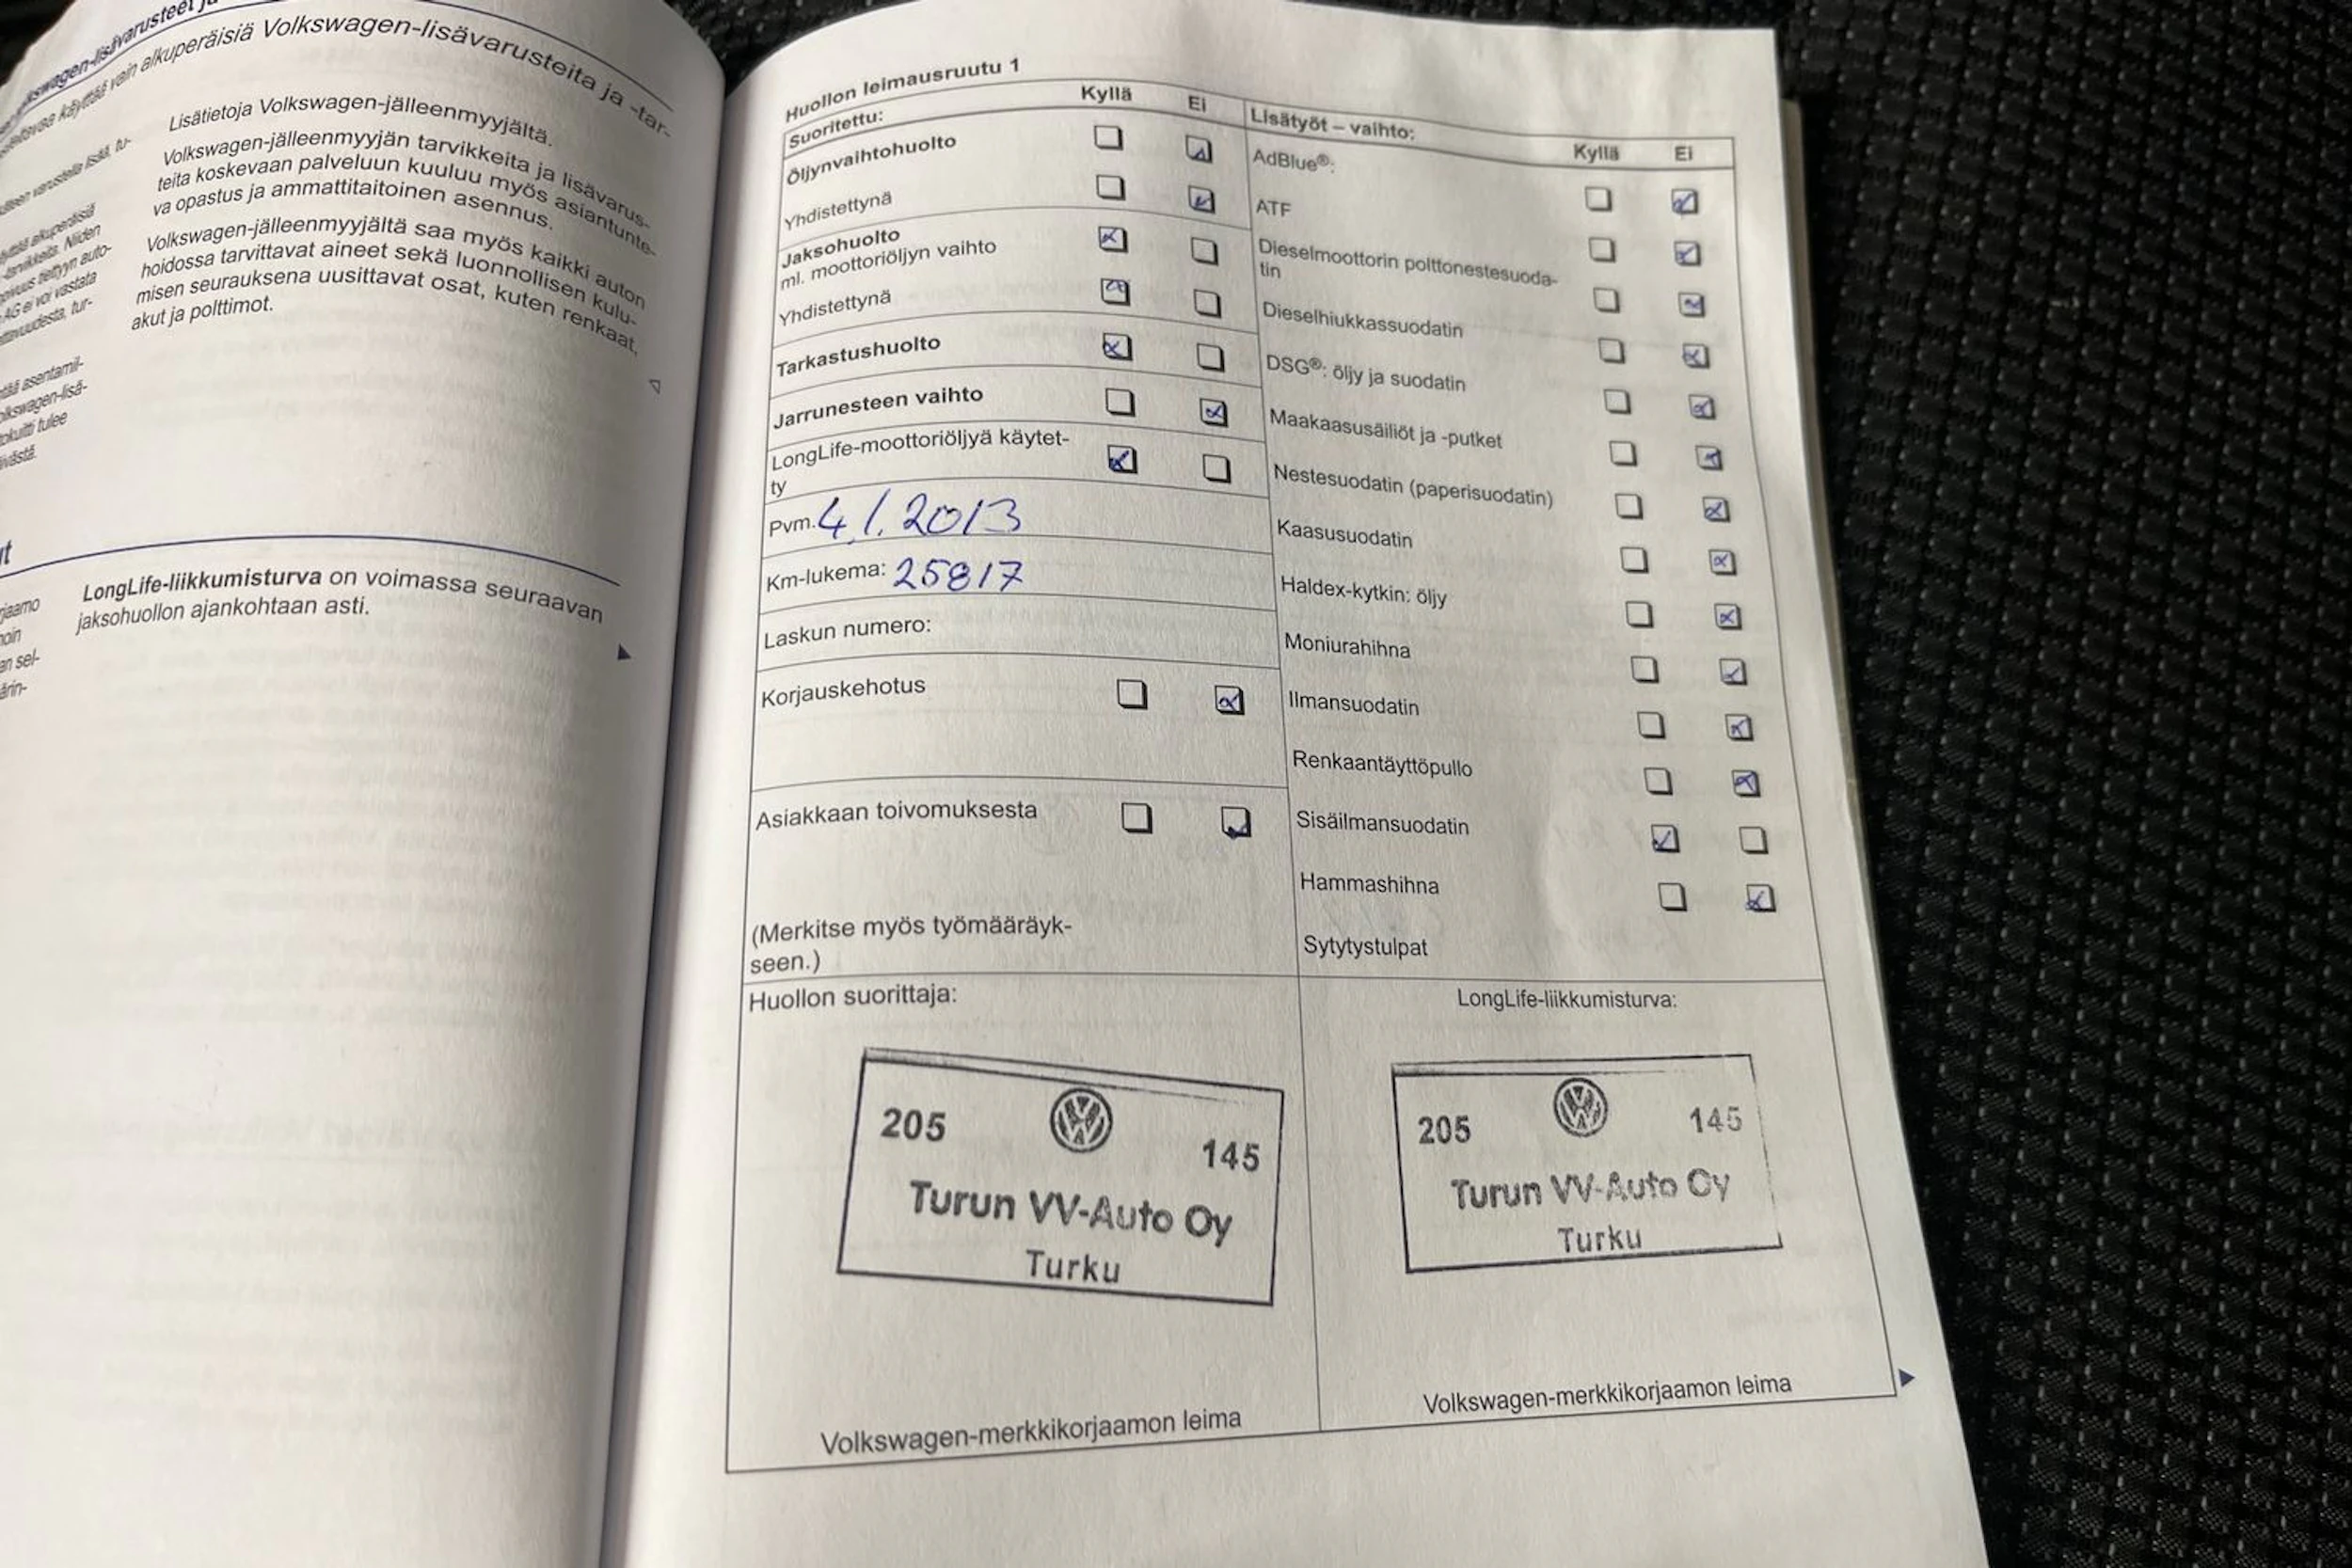 Volkswagen-lisävarusteet ja
käyttää vain alkuperäisiä Volkswagen-lisävarusteita ja -tar-
Lisätietoja Volkswagen-jälleenmyyjältä.
Volkswagen-jälleenmyyjän tarvikkeita ja lisävarus-
teita koskevaan palveluun kuuluu myös asiantunte-
va opastus ja ammattitaitoinen asennus.
Volkswagen-jälleenmyyjältä saa myös kaikki auton
hoidossa tarvittavat aineet sekä luonnollisen kulu-
misen seurauksena uusittavat osat, kuten renkaat,
akut ja polttimot.
LongLife-liikkumisturva on voimassa seuraavan
jaksohuollon ajankohtaan asti.
Huollon leimausruutu 1
Suoritettu: Kyllä Ei
Öljynvaihtohuolto
Yhdistettynä
Jaksohuolto
ml. moottoriöljyn vaihto
Yhdistettynä
Tarkastushuolto
Jarrunesteen vaihto
LongLife-moottoriöljyä käytet-
ty
Pvm. 4.1.2013
Km-lukema: 25817
Laskun numero:
Korjauskehotus
Asiakkaan toivomuksesta
(Merkitse myös työmääräyk-
seen.)
Lisätyöt – vaihto: Kyllä Ei
AdBlue®:
ATF
Dieselmoottorin polttonestesuoda-
tin
Dieselhiukkassuodatin
DSG®: öljy ja suodatin
Maakaasusäiliöt ja -putket
Nestesuodatin (paperisuodatin)
Kaasusuodatin
Haldex-kytkin: öljy
Moniurahihna
Ilmansuodatin
Renkaantäyttöpullo
Sisäilmansuodatin
Hammashihna
Sytytystulpat
Huollon suorittaja:
205 145
Turun VV-Auto Oy
Turku
Volkswagen-merkkikorjaamon leima
LongLife-liikkumisturva:
205 145
Turun VV-Auto Oy
Turku
Volkswagen-merkkikorjaamon leima